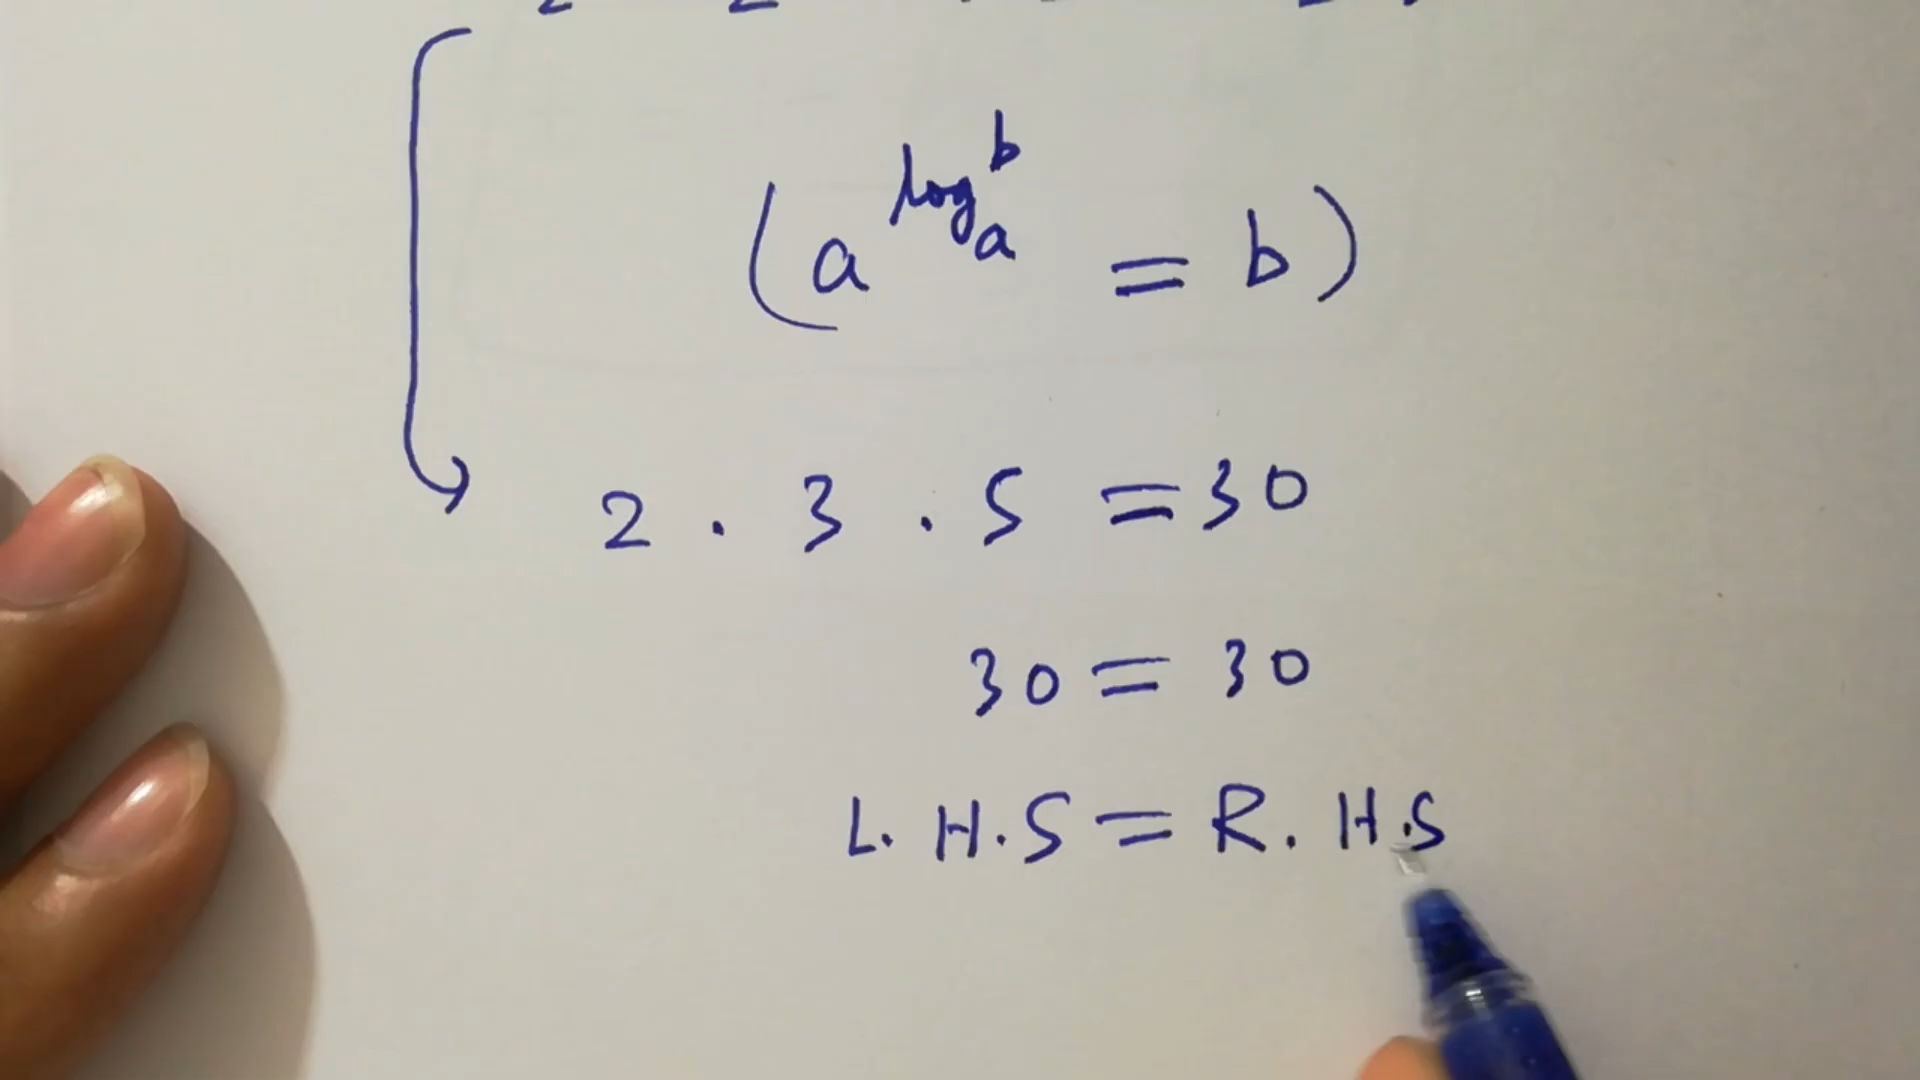 (a^log_a^b = b)
2 . 3 . 5 = 30
30 = 30
L.H.S = R.H.S